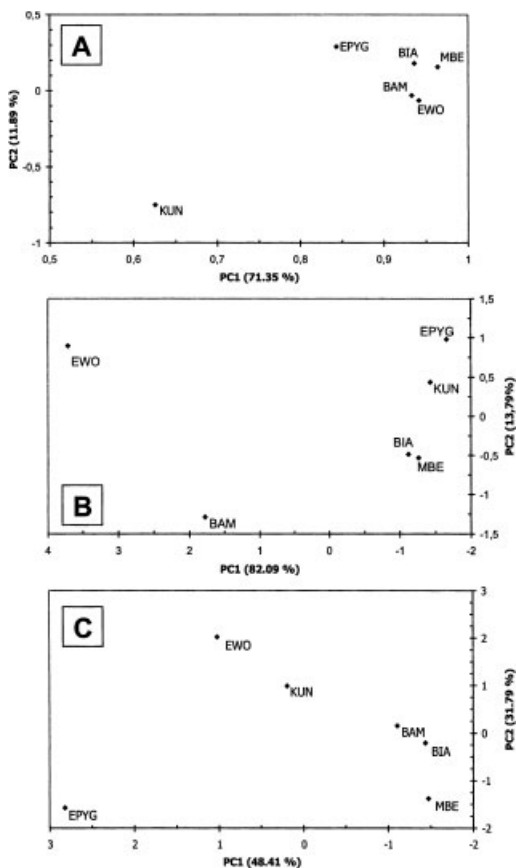 A
0,5
0
-0,5
-1
PC2 (11.89 %)
EPYG
BIA
MBE
BAM
EWO
KUN
0,5 0,6 0,7 0,8 0,9 1
PC1 (71.35 %)
B
EWO
BAM
EPYG
KUN
BIA
MBE
1,5
1
0,5
0
-0,5
-1
-1,5
PC2 (13,79%)
4 3 2 1 0 -1 -2
PC1 (82.09 %)
C
EWO
KUN
BAM
BIA
MBE
EPYG
3
2
1
0
-1
-2
PC2 (31.79 %)
3 2 1 0 -1 -2
PC1 (48.41 %)